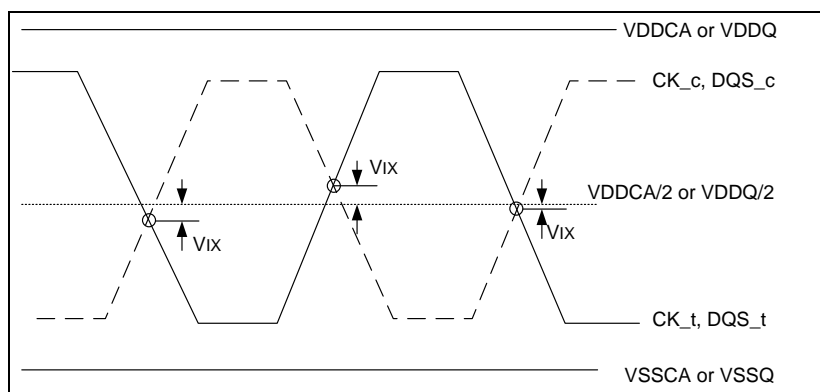 VDDCA or VDDQ
CK_c, DQS_c
VIX
VDDCA/2 or VDDQ/2
VIX
VIX
CK_t, DQS_t
VSSCA or VSSQ